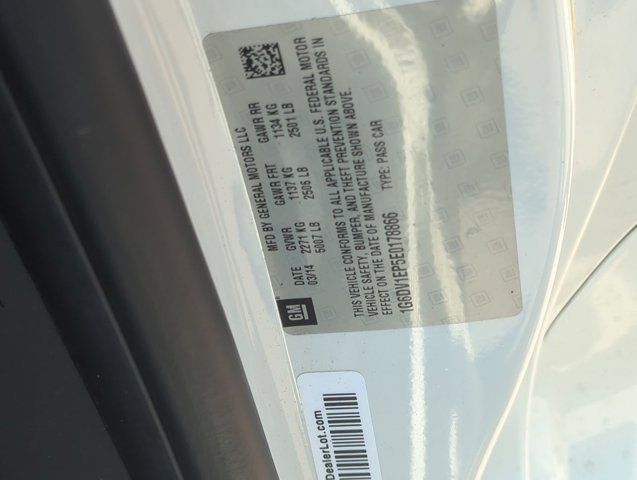 GM
MFD BY GENERAL MOTORS LLC
DATE GVWR GAWR FRT GAWR RR
03/14 2271 KG 1137 KG 1134 KG
5007 LB 2506 LB 2501 LB
THIS VEHICLE CONFORMS TO ALL APPLICABLE U.S. FEDERAL MOTOR
VEHICLE SAFETY, BUMPER, AND THEFT PREVENTION STANDARDS IN
EFFECT ON THE DATE OF MANUFACTURE SHOWN ABOVE.
1G6DV1EP5E0178866 TYPE: PASS CAR
DealerLot.com